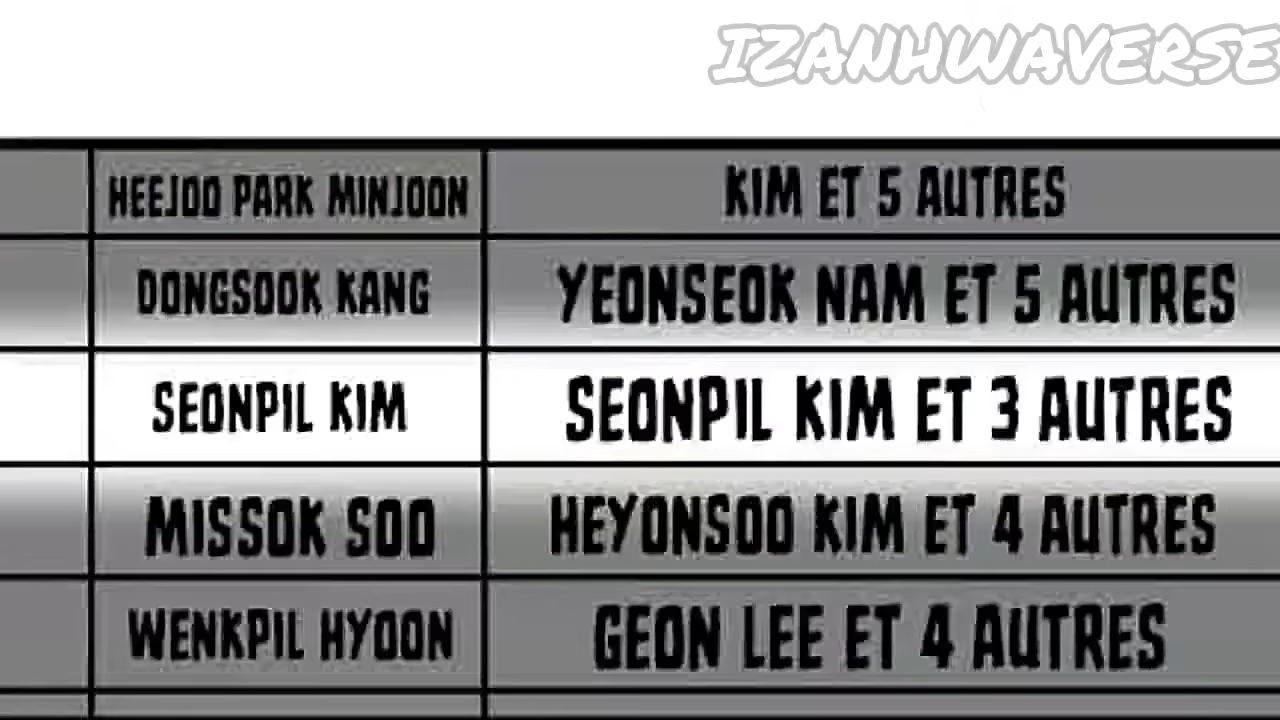 IZANHWAVERSE
HEEJOO PARK MINJOON KIM ET 5 AUTRES
DONGSOOK KANG YEONSEOK NAM ET 5 AUTRES
SEONPIL KIM SEONPIL KIM ET 3 AUTRES
MISSOK SOO HEYONSOO KIM ET 4 AUTRES
WENKPIL HYOON GEON LEE ET 4 AUTRES